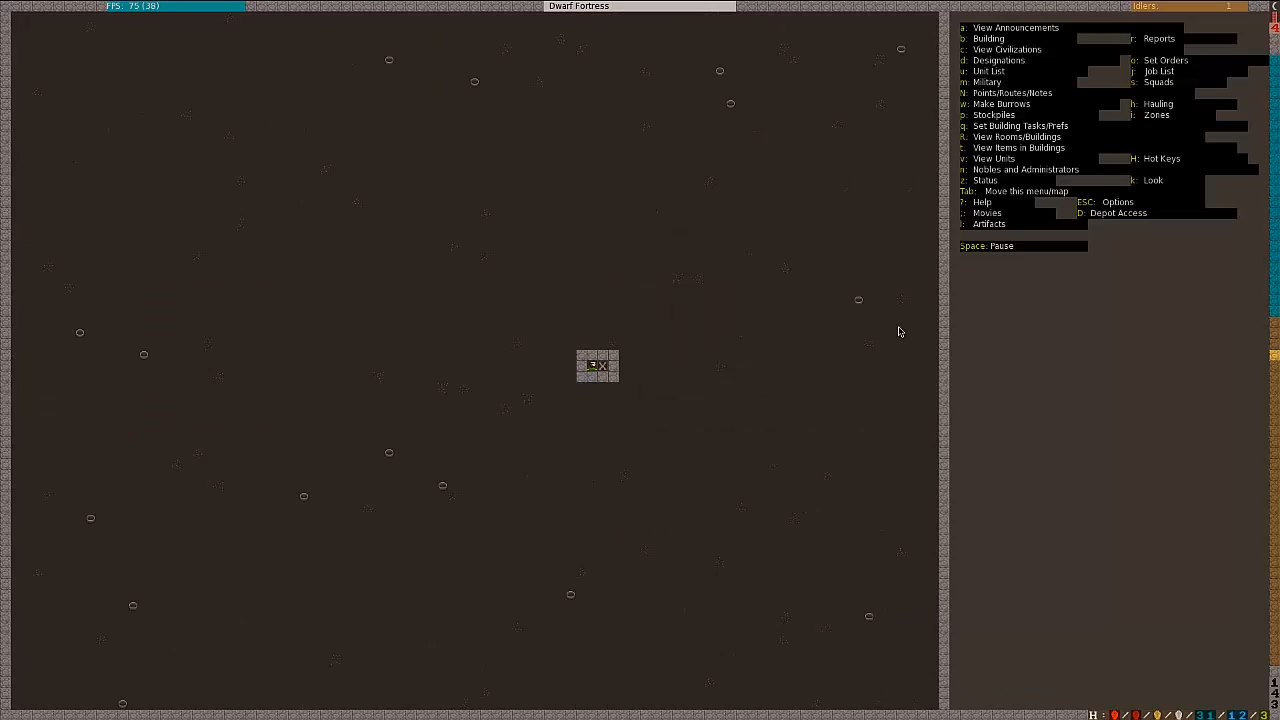 FPS: 75 (38) Dwarf Fortress Idlers: 1
a: View Announcements
b: Building r: Reports
c: View Civilizations
d: Designations o: Set Orders
u: Unit List j: Job List
m: Military s: Squads
N: Points/Routes/Notes
w: Make Burrows h: Hauling
p: Stockpiles i: Zones
q: Set Building Tasks/Prefs
R: View Rooms/Buildings
t: View Items in Buildings
v: View Units H: Hot Keys
n: Nobles and Administrators
z: Status k: Look
Tab: Move this menu/map
?: Help ESC: Options
;: Movies D: Depot Access
l: Artifacts
Space: Pause